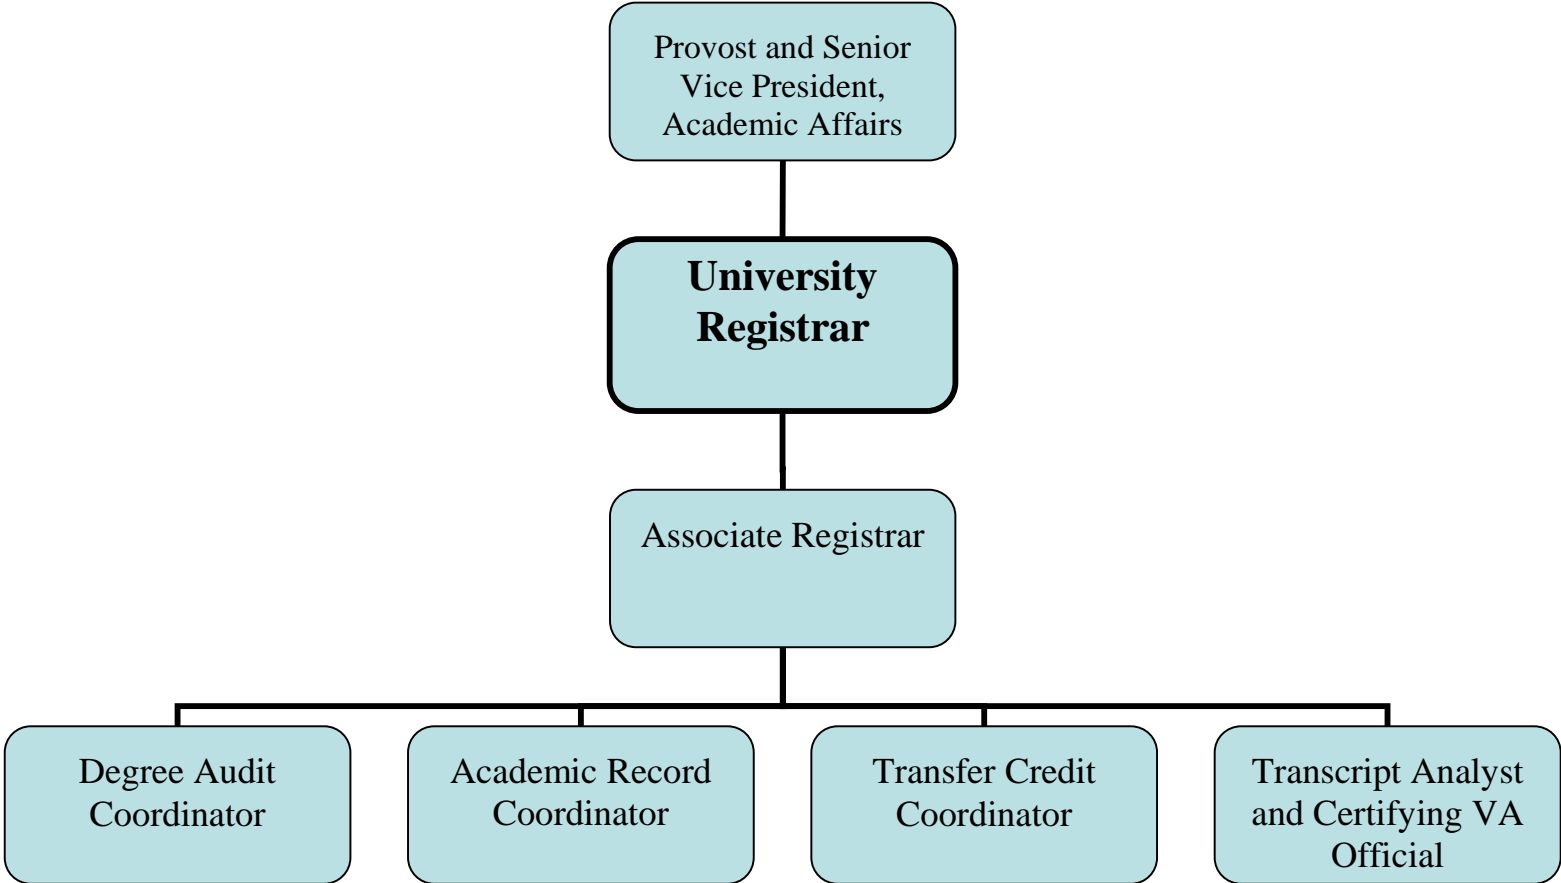 Provost and Senior
Vice President,
Academic Affairs
University
Registrar
Associate Registrar
Degree Audit
Coordinator
Academic Record
Coordinator
Transfer Credit
Coordinator
Transcript Analyst
and Certifying VA
Official